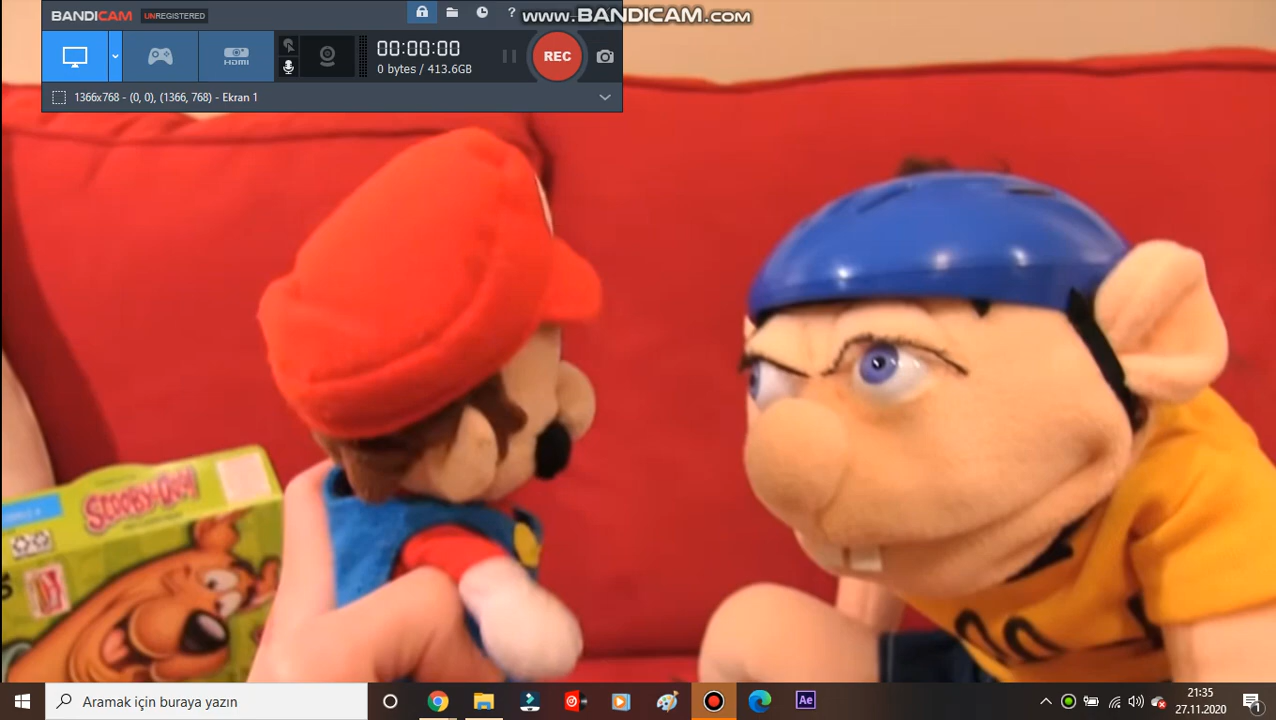 BANDICAM UNREGISTERED
?
www.BANDICAM.com
HDMI
00:00:00
0 bytes / 413.6GB
REC
1366x768 - (0, 0), (1366, 768) - Ekran 1
SCOOBY-DOO!
Aramak için buraya yazın
Ae
21:35
27.11.2020
1